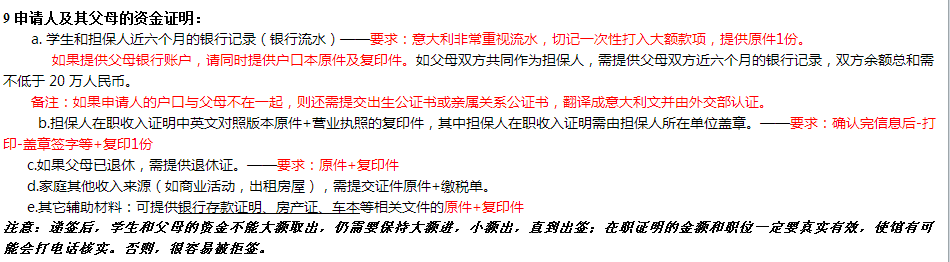 9 申请人及其父母的资金证明：
a. 学生和担保人近六个月的银行记录（银行流水）——要求：意大利非常重视流水，切记一次性打入大额款项，提供原件1份。
如果提供父母银行账户，请同时提供户口本原件及复印件。如父母双方共同作为担保人，需提供父母双方近六个月的银行记录，双方余额总和需
不低于 20 万人民币。
备注：如果申请人的户口与父母不在一起，则还需提交出生公证书或亲属关系公证书，翻译成意大利文并由外交部认证。
b.担保人在职收入证明中英文对照版本原件+营业执照的复印件，其中担保人在职收入证明需由担保人所在单位盖章。——要求：确认完信息后-打
印-盖章签字等+复印1份
c.如果父母已退休，需提供退休证。——要求：原件+复印件
d.家庭其他收入来源（如商业活动，出租房屋），需提交证件原件+缴税单。
e.其它辅助材料：可提供银行存款证明、房产证、车本等相关文件的原件+复印件
注意：递签后，学生和父母的资金不能大额取出，仍需要保持大额进，小额出，直到出签；在职证明的金额和职位一定要真实有效，使馆有可
能会打电话核实。否则，很容易被拒签。